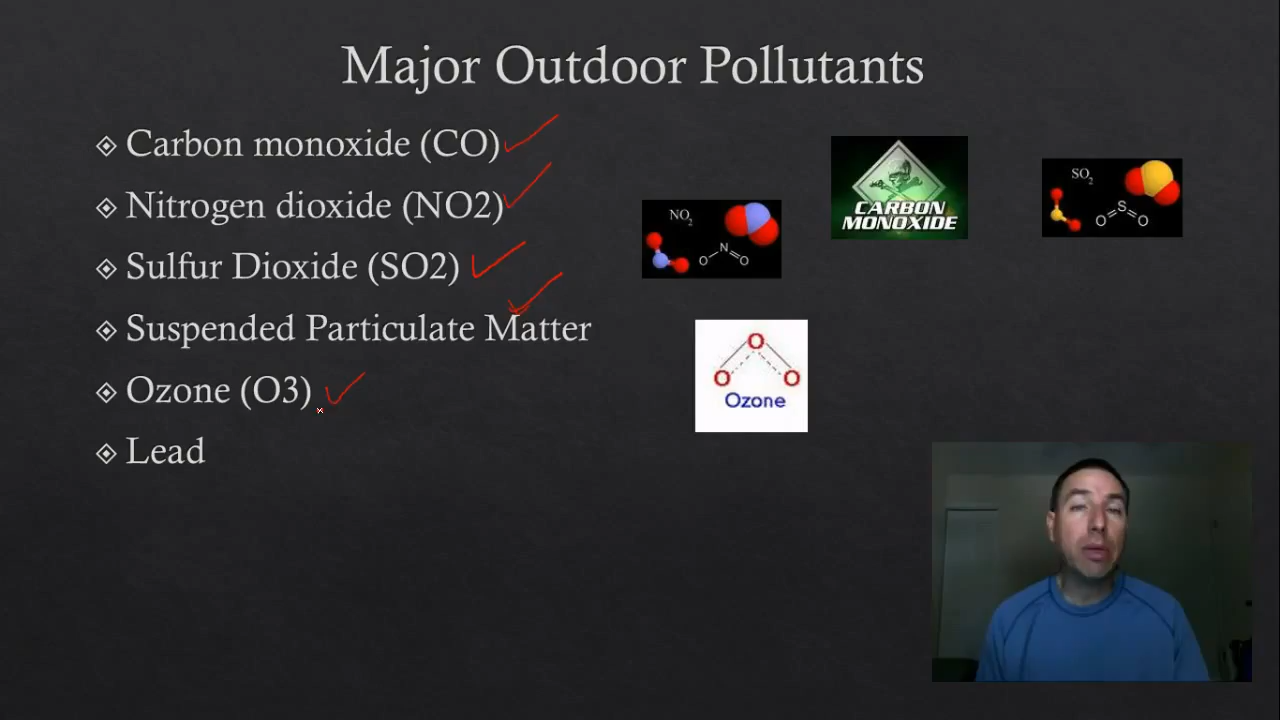 Major Outdoor Pollutants
Carbon monoxide (CO)
Nitrogen dioxide (NO2)
Sulfur Dioxide (SO2)
Suspended Particulate Matter
Ozone (O3)
Lead
NO2
N
O O
CARBON
MONOXIDE
SO2
S
O O
O
O O
Ozone